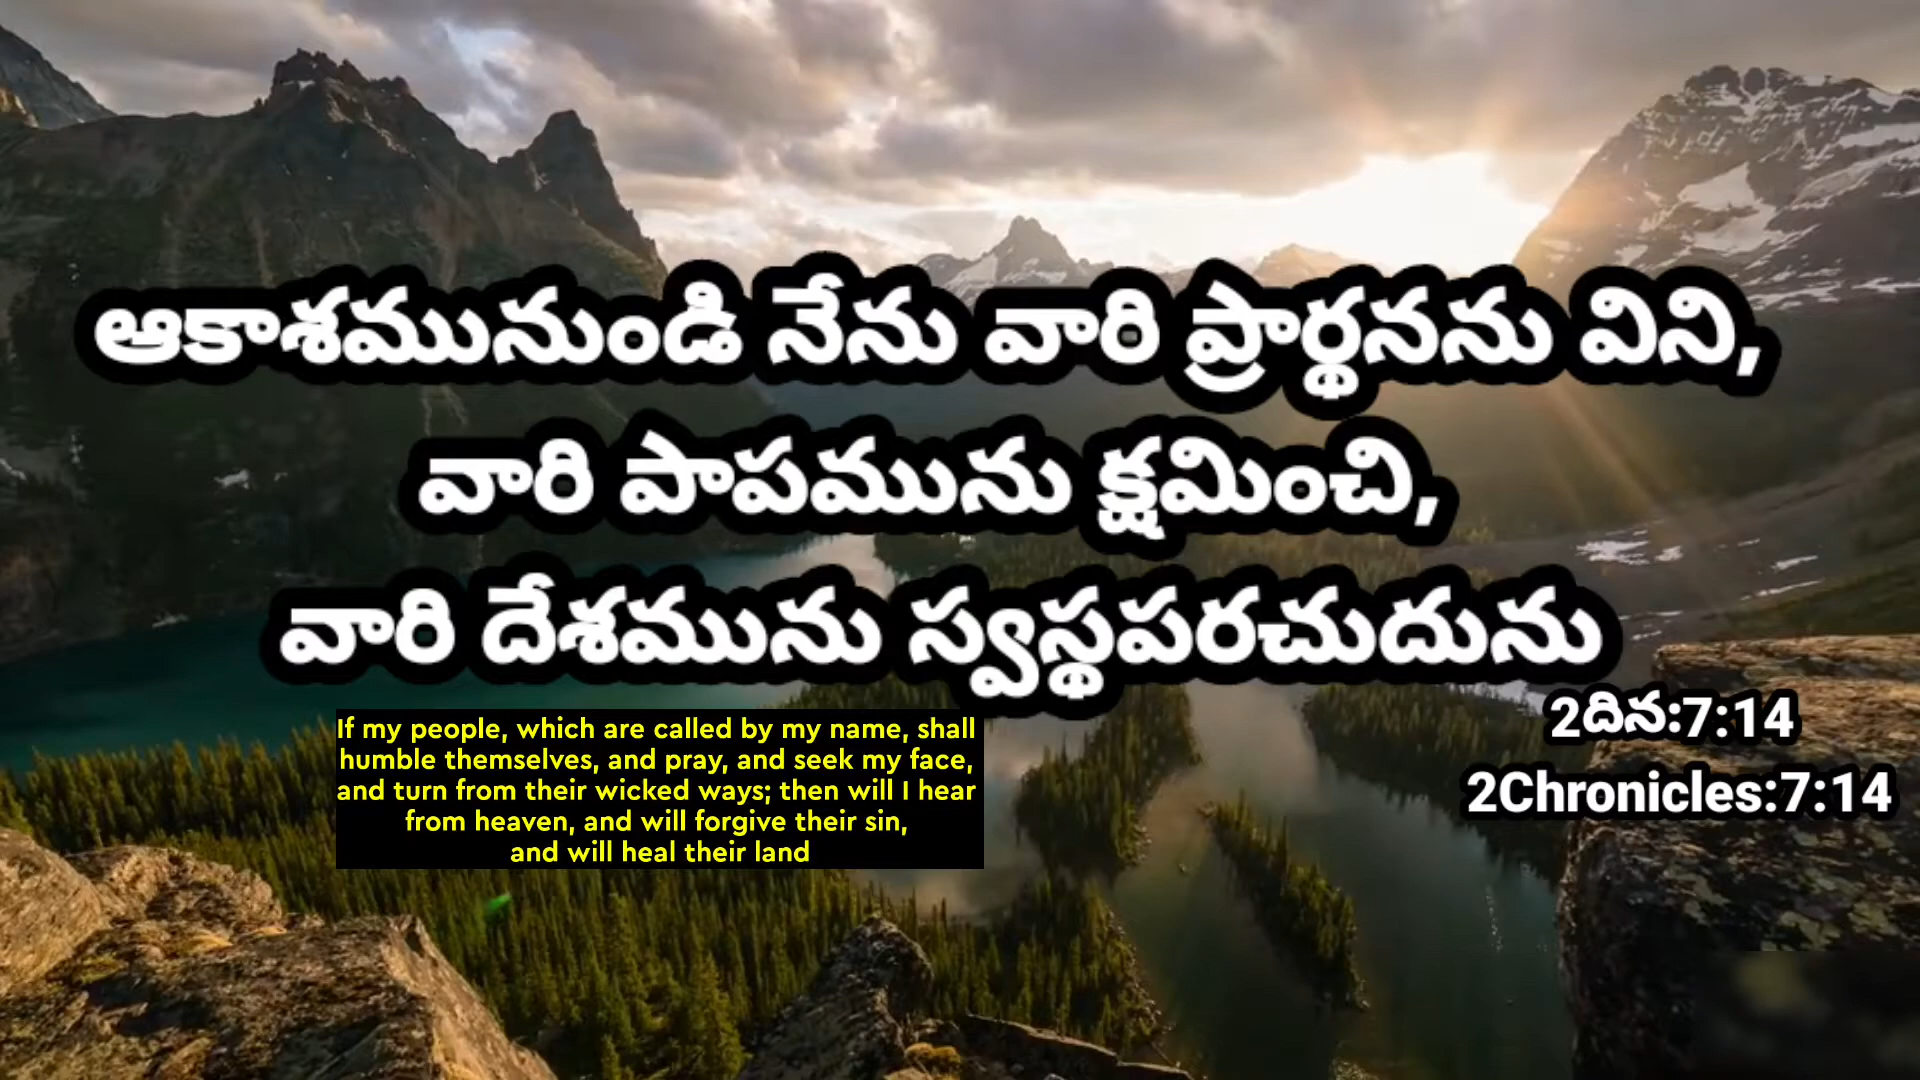 ఆకాశమునుండి నేను వారి ప్రార్థనను విని,
వారి పాపమును క్షమించి,
వారి దేశమును స్వస్థపరచుదును
2దిన:7:14
2Chronicles:7:14
If my people, which are called by my name, shall
humble themselves, and pray, and seek my face,
and turn from their wicked ways; then will I hear
from heaven, and will forgive their sin,
and will heal their land